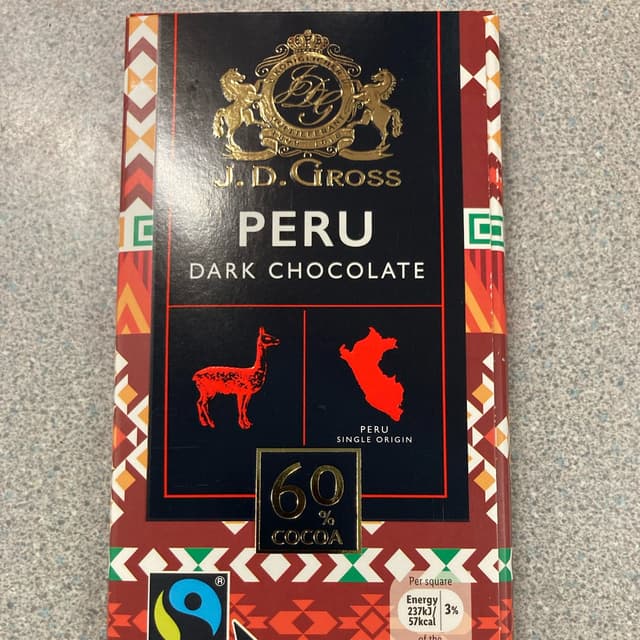 J. D. GROSS
PERU
DARK CHOCOLATE
PERU
SINGLE ORIGIN
60
%
COCOA
®
Per square
Energy
237kJ/
57kcal
3%
of the